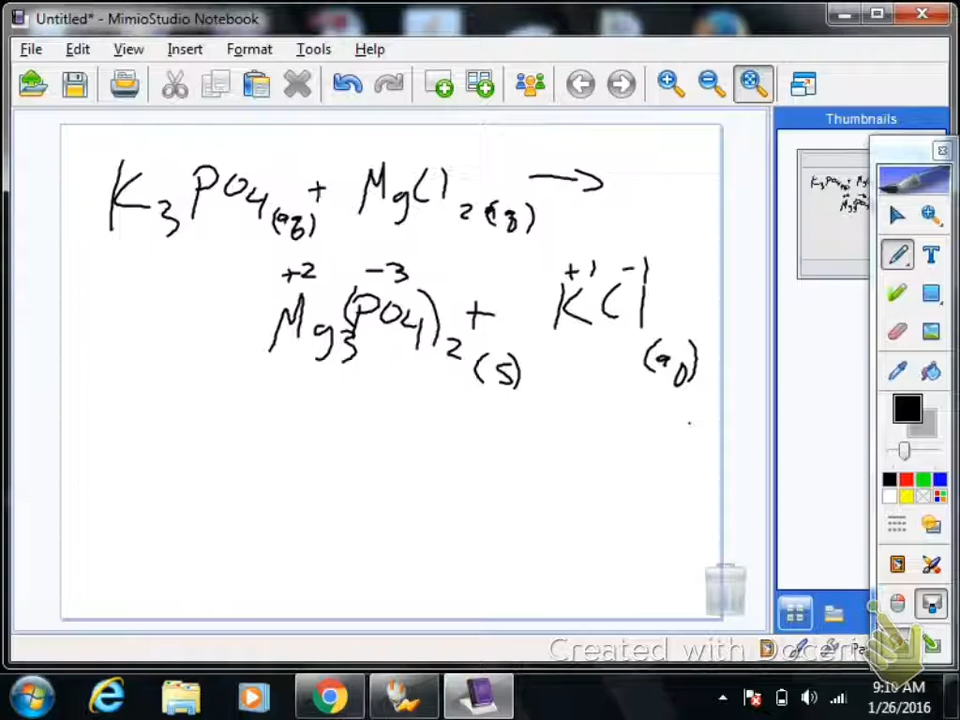 Untitled* - MimioStudio Notebook
File Edit View Insert Format Tools Help
Thumbnails
K3PO4(aq) + MgCl2(aq) →
+2 -3 +1 -1
Mg3(PO4)2(s) + KCl(aq)
Created with Doceri
9:10 AM
1/26/2016